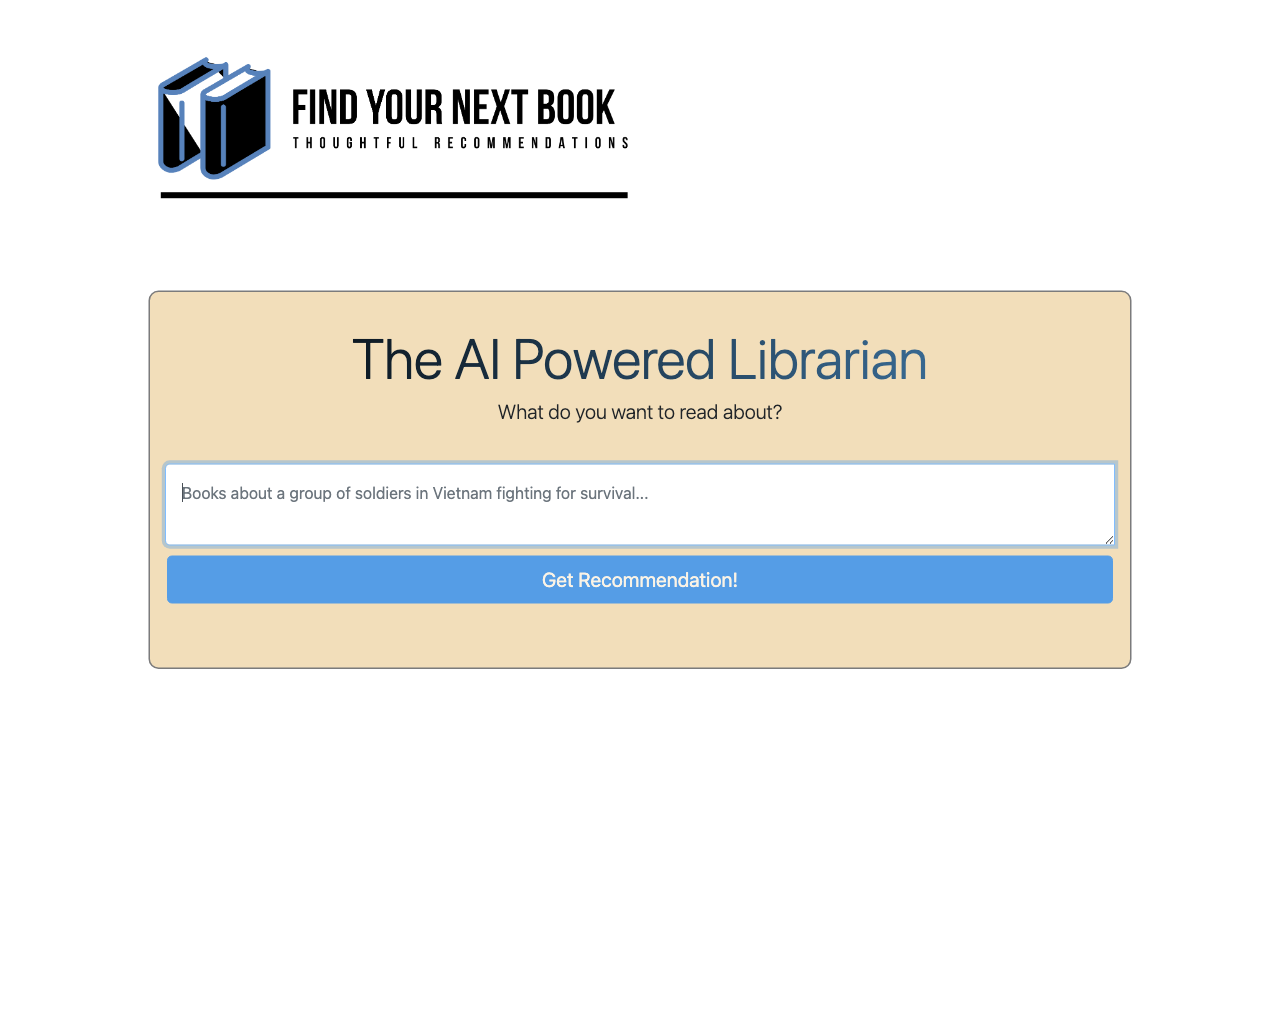 FIND YOUR NEXT BOOK
THOUGHTFUL RECOMMENDATIONS
The AI Powered Librarian
What do you want to read about?
Books about a group of soldiers in Vietnam fighting for survival...
Get Recommendation!